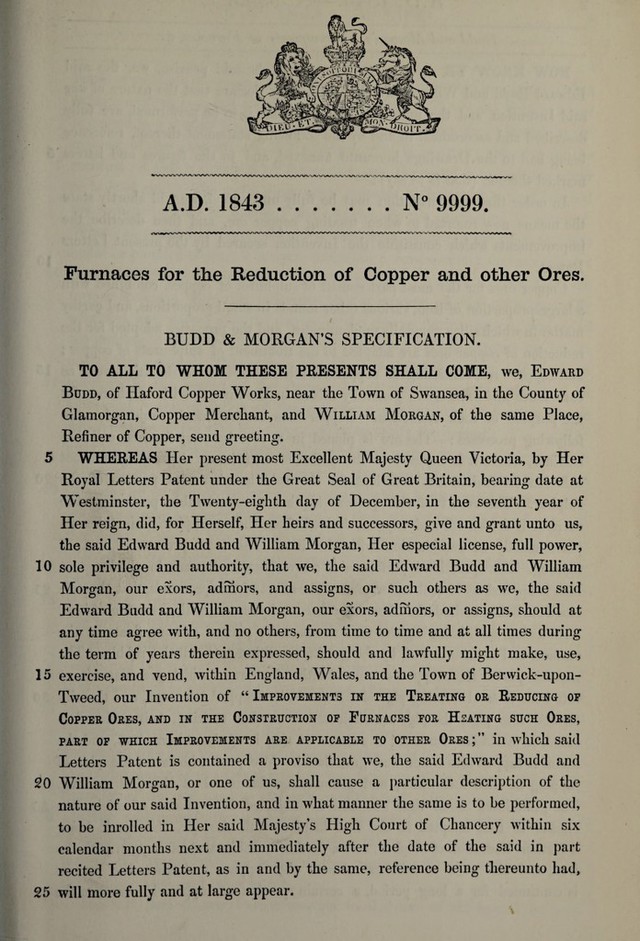 DIEU ET MON DROIT.
A.D. 1843 . . . . . . . N° 9999.
Furnaces for the Reduction of Copper and other Ores.
BUDD & MORGAN'S SPECIFICATION.
TO ALL TO WHOM THESE PRESENTS SHALL COME, we, EDWARD
BUDD, of Haford Copper Works, near the Town of Swansea, in the County of
Glamorgan, Copper Merchant, and WILLIAM MORGAN, of the same Place,
Refiner of Copper, send greeting.
5 WHEREAS Her present most Excellent Majesty Queen Victoria, by Her
Royal Letters Patent under the Great Seal of Great Britain, bearing date at
Westminster, the Twenty-eighth day of December, in the seventh year of
Her reign, did, for Herself, Her heirs and successors, give and grant unto us,
the said Edward Budd and William Morgan, Her especial license, full power,
10 sole privilege and authority, that we, the said Edward Budd and William
Morgan, our exors, admors, and assigns, or such others as we, the said
Edward Budd and William Morgan, our exors, admors, or assigns, should at
any time agree with, and no others, from time to time and at all times during
the term of years therein expressed, should and lawfully might make, use,
15 exercise, and vend, within England, Wales, and the Town of Berwick-upon-
Tweed, our Invention of "IMPROVEMENTS IN THE TREATING OR REDUCING OF
COPPER ORES, AND IN THE CONSTRUCTION OF FURNACES FOR HEATING SUCH ORES,
PART OF WHICH IMPROVEMENTS ARE APPLICABLE TO OTHER ORES;" in which said
Letters Patent is contained a proviso that we, the said Edward Budd and
20 William Morgan, or one of us, shall cause a particular description of the
nature of our said Invention, and in what manner the same is to be performed,
to be inrolled in Her said Majesty's High Court of Chancery within six
calendar months next and immediately after the date of the said in part
recited Letters Patent, as in and by the same, reference being thereunto had,
25 will more fully and at large appear.